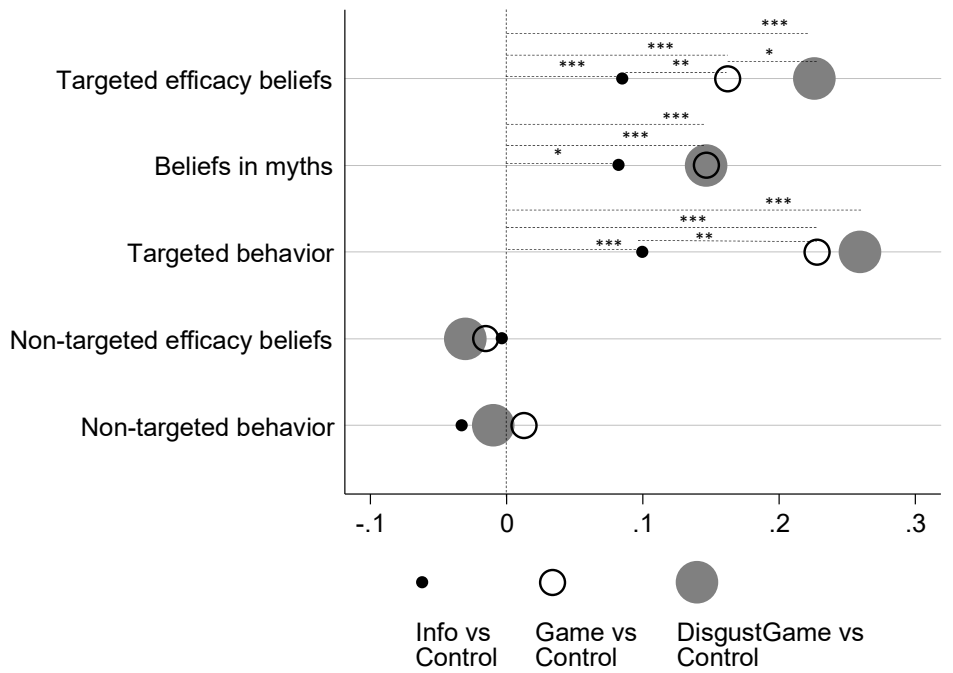 ***
***
*
***
**
Targeted efficacy beliefs
***
***
*
Beliefs in myths
***
***
**
***
Targeted behavior
Non-targeted efficacy beliefs
Non-targeted behavior
-.1 0 .1 .2 .3
Info vs Control
Game vs Control
DisgustGame vs Control